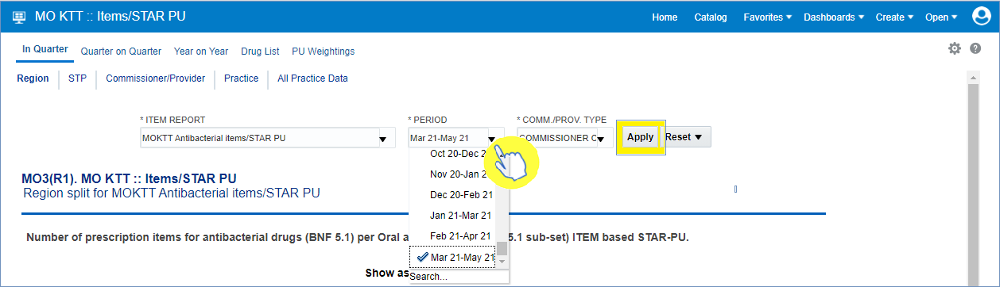 MO KTT :: Items/STAR PU
Home Catalog Favorites Dashboards Create Open
In Quarter Quarter on Quarter Year on Year Drug List PU Weightings
Region STP Commissioner/Provider Practice All Practice Data
* ITEM REPORT * PERIOD * COMM./PROV. TYPE
MOKTT Antibacterial items/STAR PU Mar 21-May 21 COMMISSIONER Apply Reset
Oct 20-Dec 2
Nov 20-Jan 2
Dec 20-Feb 21
Jan 21-Mar 21
Feb 21-Apr 21
Mar 21-May 21
Search...
MO3(R1). MO KTT :: Items/STAR PU
Region split for MOKTT Antibacterial items/STAR PU
Number of prescription items for antibacterial drugs (BNF 5.1) per Oral a 5.1 sub-set) ITEM based STAR-PU.
Show as